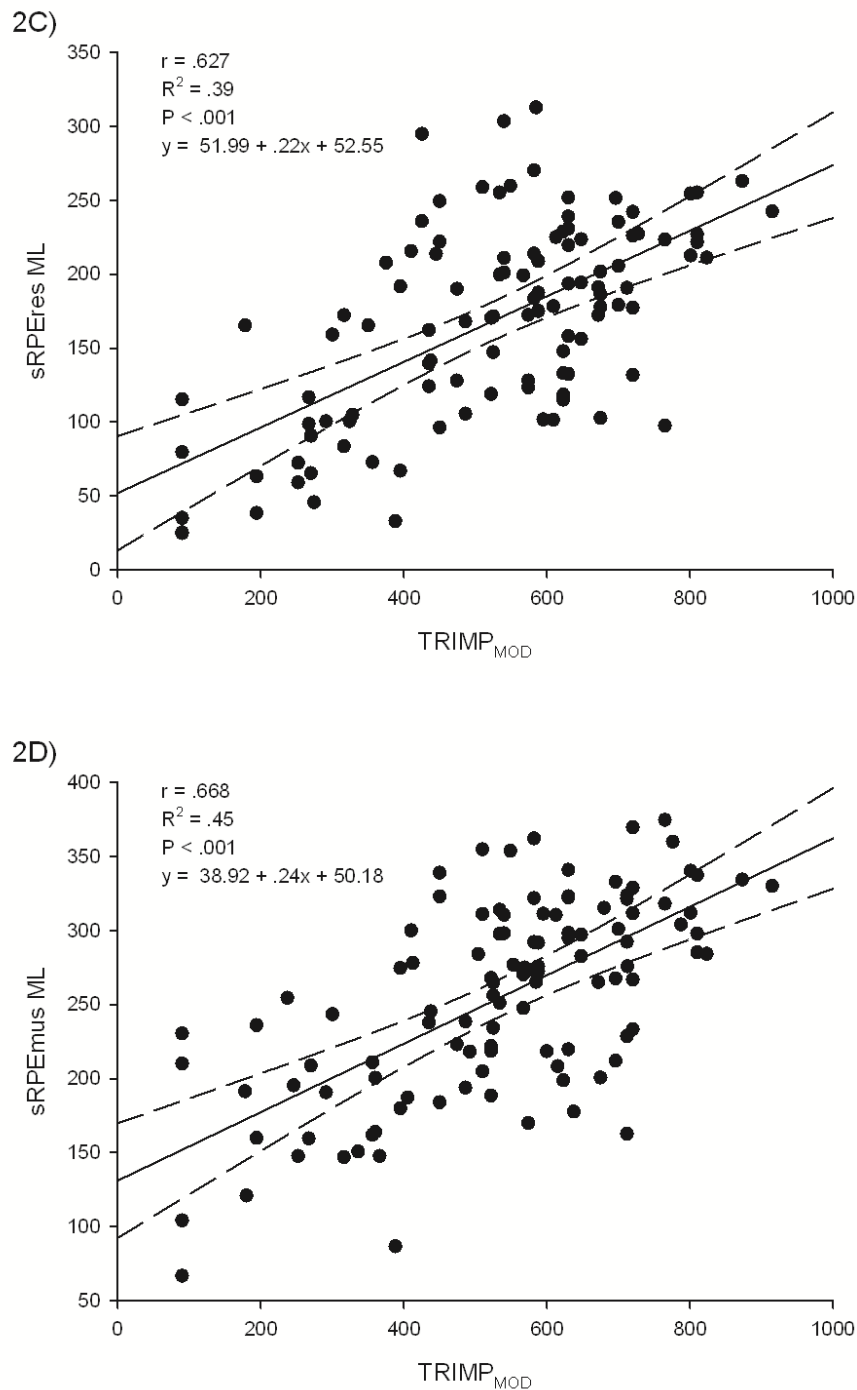 2C)
350
300
250
200
150
100
50
0
r = .627
R² = .39
P < .001
y =  51.99 + .22x + 52.55
sRPEres ML
0 200 400 600 800 1000
TRIMP_MOD
2D)
400
350
300
250
200
150
100
50
r = .668
R² = .45
P < .001
y =  38.92 + .24x + 50.18
sRPEmus ML
0 200 400 600 800 1000
TRIMP_MOD